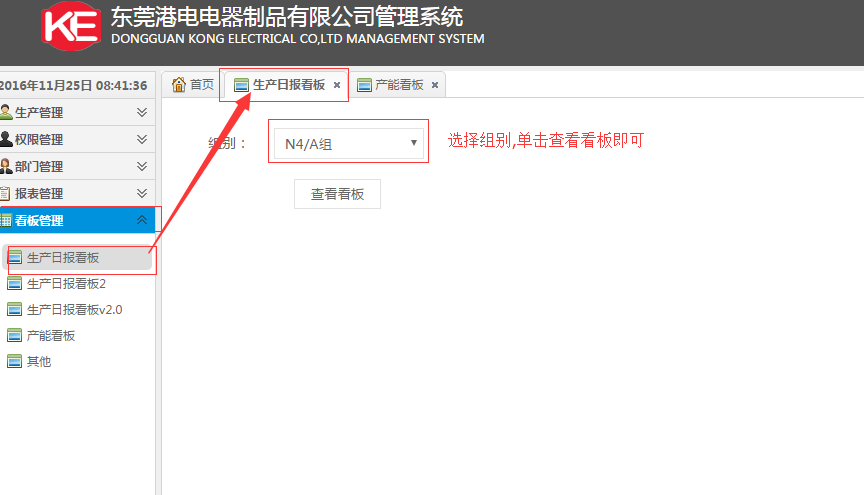 KE
东莞港电电器制品有限公司管理系统
DONGGUAN KONG ELECTRICAL CO,LTD MANAGEMENT SYSTEM
2016年11月25日 08:41:36
首页
生产日报看板
产能看板
生产管理
权限管理
部门管理
报表管理
看板管理
生产日报看板
生产日报看板2
生产日报看板v2.0
产能看板
其他
组别：
N4/A组
选择组别,单击查看看板即可
查看看板